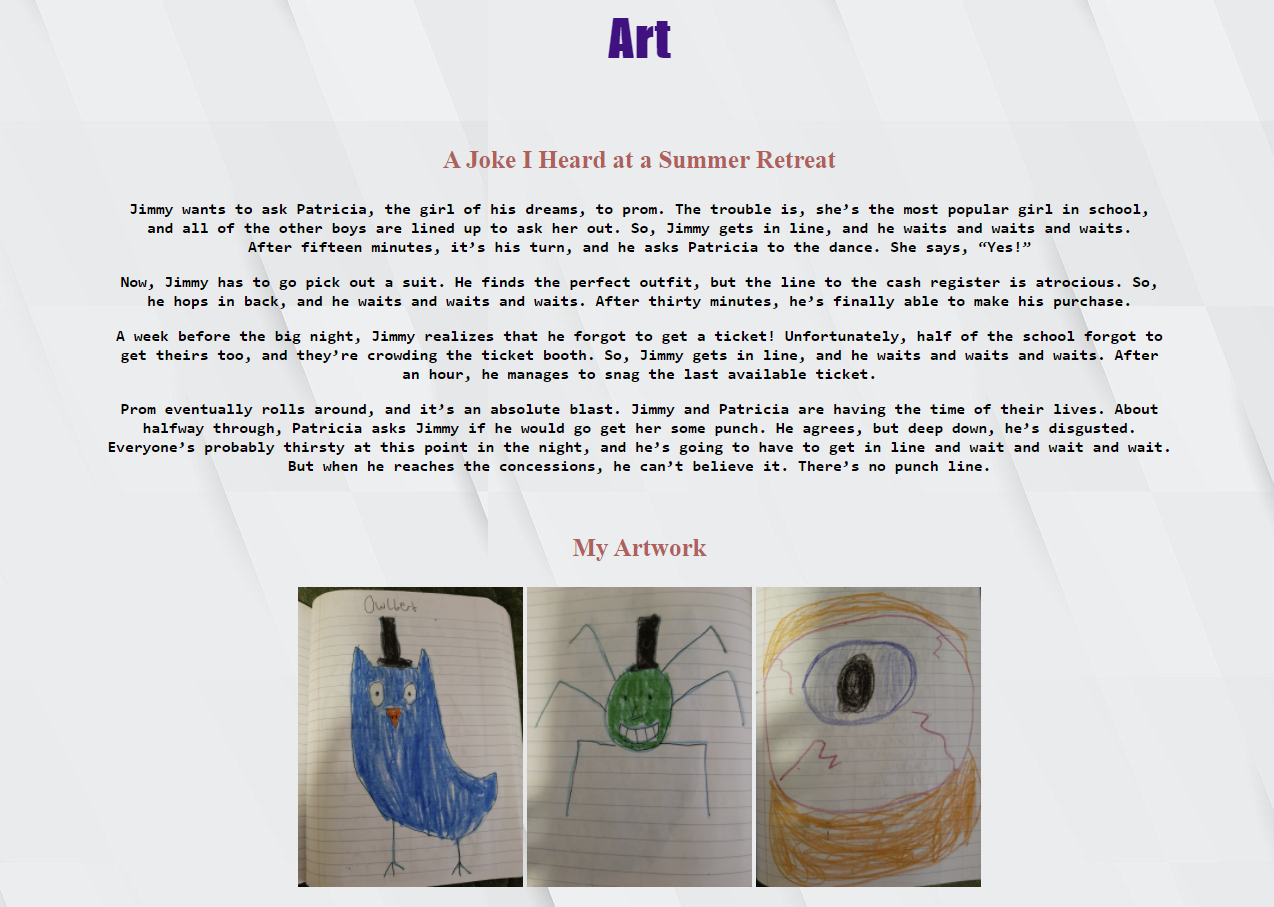 Art
A Joke I Heard at a Summer Retreat
Jimmy wants to ask Patricia, the girl of his dreams, to prom. The trouble is, she’s the most popular girl in school,
and all of the other boys are lined up to ask her out. So, Jimmy gets in line, and he waits and waits and waits.
After fifteen minutes, it’s his turn, and he asks Patricia to the dance. She says, “Yes!”
Now, Jimmy has to go pick out a suit. He finds the perfect outfit, but the line to the cash register is atrocious. So,
he hops in back, and he waits and waits and waits. After thirty minutes, he’s finally able to make his purchase.
A week before the big night, Jimmy realizes that he forgot to get a ticket! Unfortunately, half of the school forgot to
get theirs too, and they’re crowding the ticket booth. So, Jimmy gets in line, and he waits and waits and waits. After
an hour, he manages to snag the last available ticket.
Prom eventually rolls around, and it’s an absolute blast. Jimmy and Patricia are having the time of their lives. About
halfway through, Patricia asks Jimmy if he would go get her some punch. He agrees, but deep down, he’s disgusted.
Everyone’s probably thirsty at this point in the night, and he’s going to have to get in line and wait and wait and wait.
But when he reaches the concessions, he can’t believe it. There’s no punch line.
My Artwork
Owlbert